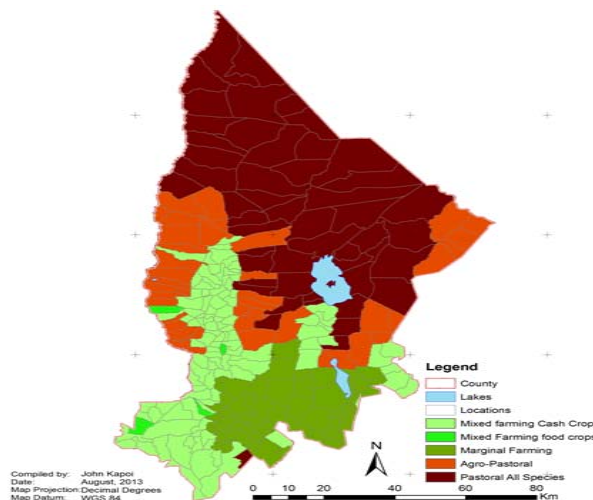 Legend
County
Lakes
Locations
Mixed farming Cash Crop
Mixed Farming food crops
Marginal Farming
Agro-Pastoral
Pastoral All Species
N
Compiled by: John Kapoi
Date: August, 2013
Map Projection: Decimal Degrees
Map Datum: WGS 84
0 10 20 40 60 80
Km